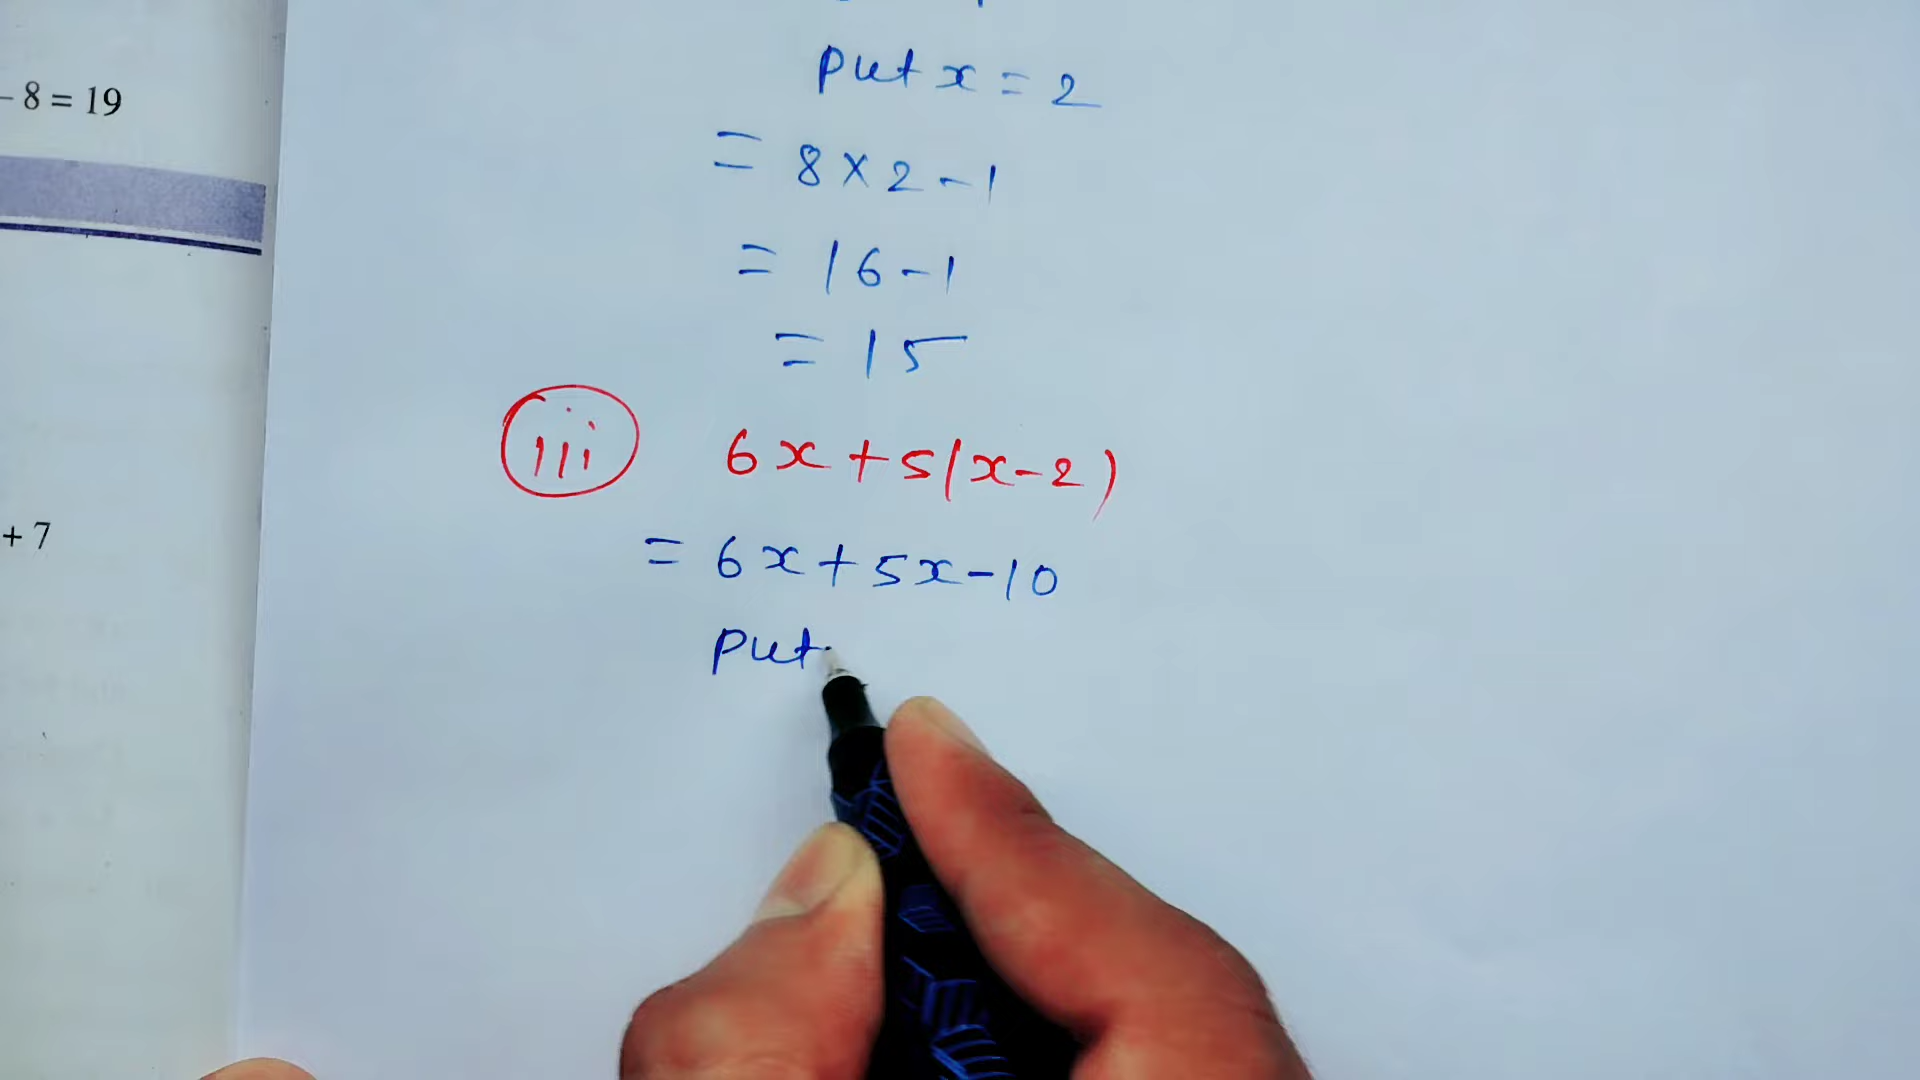 - 8 = 19
+ 7
put x = 2
= 8 × 2 - 1
= 16 - 1
= 15
iii 6x + 5(x - 2)
= 6x + 5x - 10
put